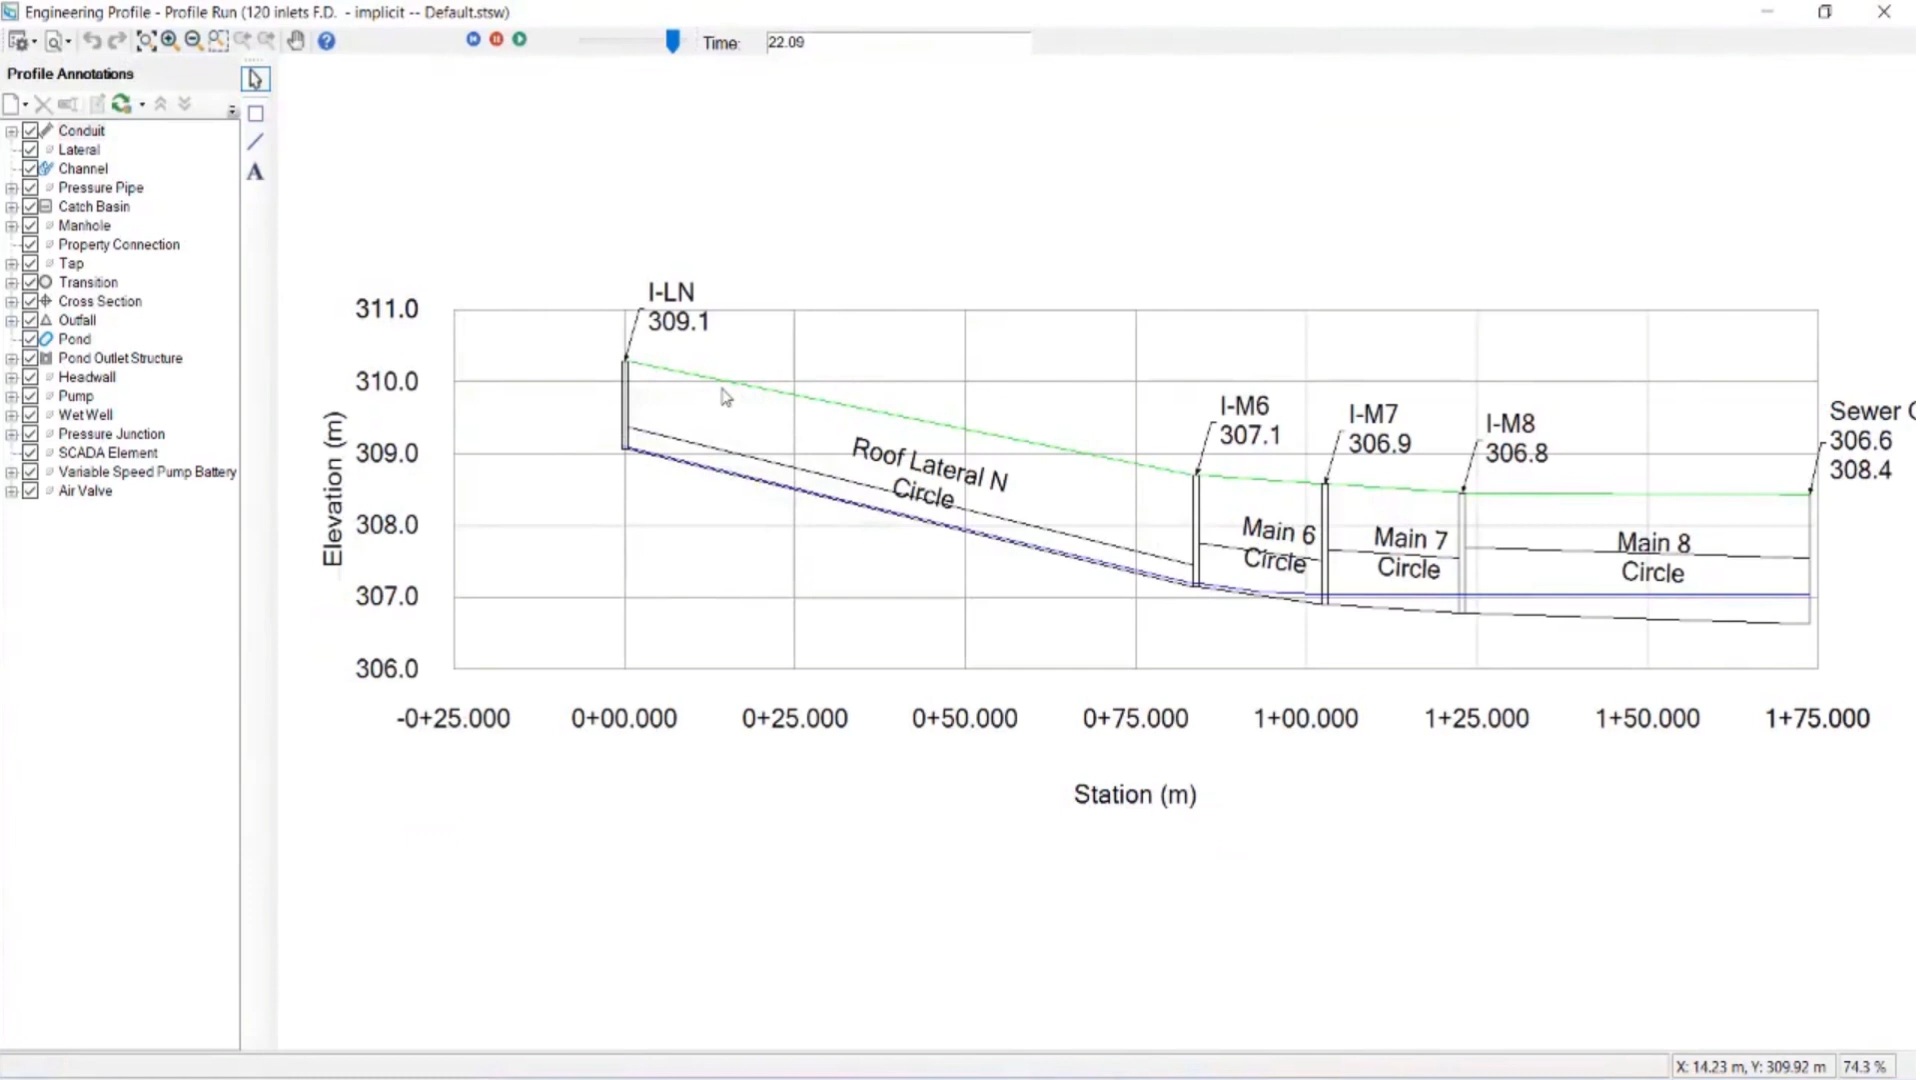 Engineering Profile - Profile Run (120 inlets F.D. - implicit -- Default.stsw)
Time: 22.09
Profile Annotations
A
Conduit
Lateral
Channel
Pressure Pipe
Catch Basin
Manhole
Property Connection
Tap
Transition
Cross Section
Outfall
Pond
Pond Outlet Structure
Headwall
Pump
Wet Well
Pressure Junction
SCADA Element
Variable Speed Pump Battery
Air Valve
I-LN
309.1
I-M6
307.1
I-M7
306.9
I-M8
306.8
Sewer
306.6
308.4
311.0
310.0
309.0
308.0
307.0
306.0
Elevation (m)
Roof Lateral N
Circle
Main 6
Circle
Main 7
Circle
Main 8
Circle
-0+25.000 0+00.000 0+25.000 0+50.000 0+75.000 1+00.000 1+25.000 1+50.000 1+75.000
Station (m)
X: 14.23 m, Y: 309.92 m 74.3 %